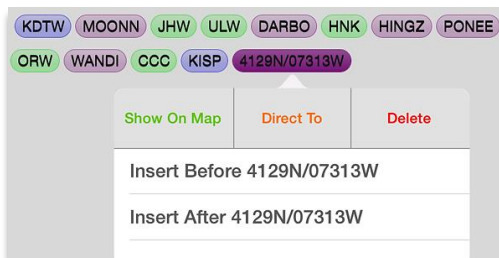 KDTW MOONN JHW ULW DARBO HNK HINGZ PONEE
ORW WANDI CCC KISP 4129N/07313W
Show On Map Direct To Delete
Insert Before 4129N/07313W
Insert After 4129N/07313W